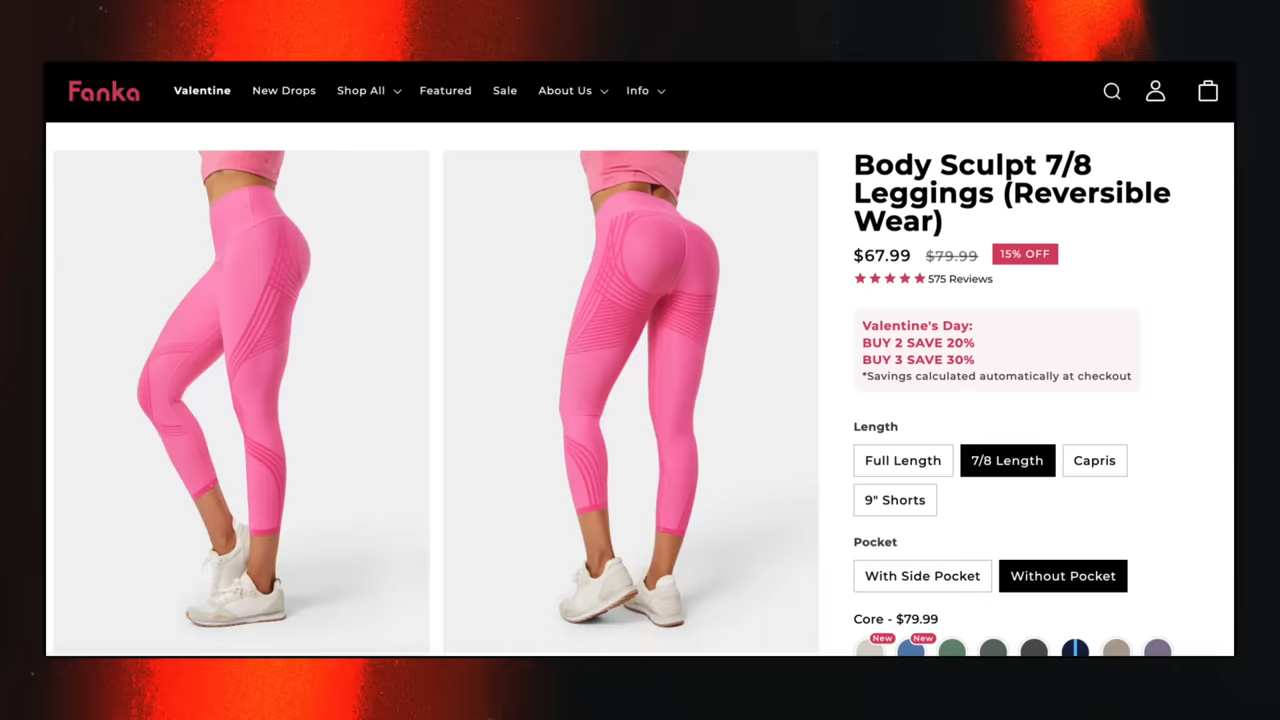 Fanka
Valentine
New Drops
Shop All
Featured
Sale
About Us
Info
Body Sculpt 7/8
Leggings (Reversible
Wear)
$67.99 $79.99 15% OFF
575 Reviews
Valentine's Day:
BUY 2 SAVE 20%
BUY 3 SAVE 30%
*Savings calculated automatically at checkout
Length
Full Length
7/8 Length
Capris
9" Shorts
Pocket
With Side Pocket
Without Pocket
Core - $79.99
New
New